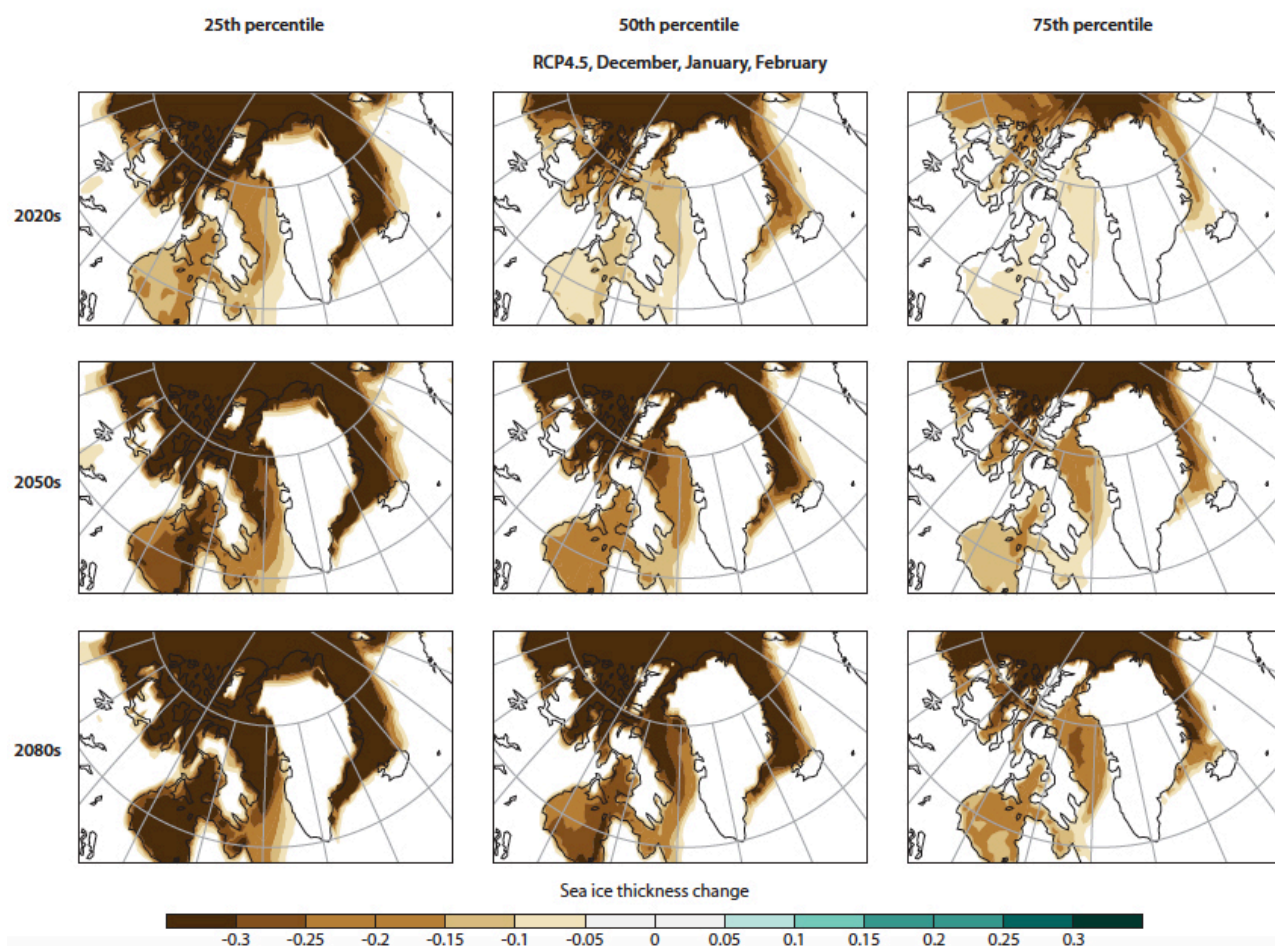 25th percentile 50th percentile 75th percentile
RCP4.5, December, January, February
2020s
2050s
2080s
Sea ice thickness change
-0.3 -0.25 -0.2 -0.15 -0.1 -0.05 0 0.05 0.1 0.15 0.2 0.25 0.3